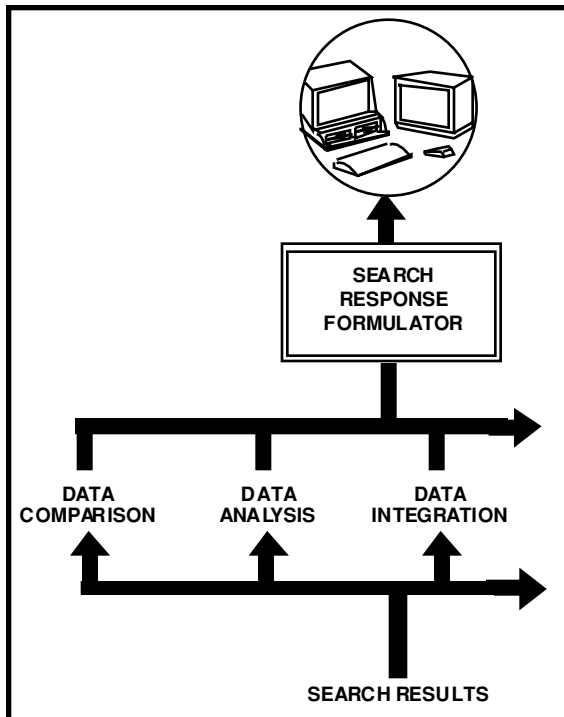 SEARCH
RESPONSE
FORMULATOR
DATA
COMPARISON
DATA
ANALYSIS
DATA
INTEGRATION
SEARCH RESULTS